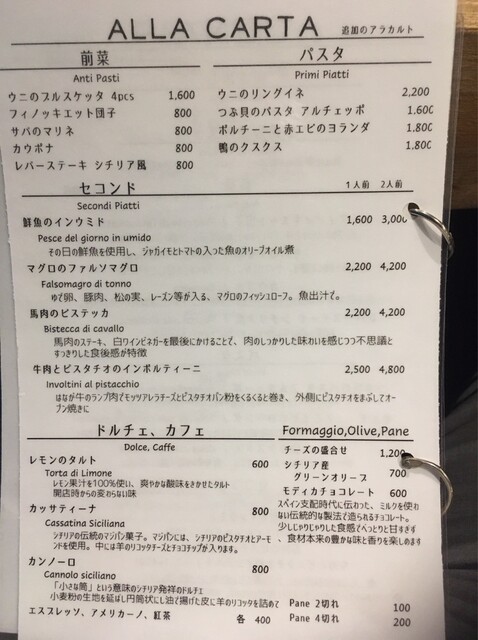 ALLA CARTA 追加のアラカルト
前菜
Anti Pasti
ウニのブルスケッタ 4pcs 1,600
フィノッキエット団子 800
サバのマリネ 800
カウポナ 800
レバーステーキ シチリア風 800
パスタ
Primi Piatti
ウニのリングイネ 2,200
つぶ貝のパスタ アルチェッポ 1.600
ポルチーニと赤エビのヨランダ 1.800
鴨のクスクス 1.800
セコンド 1人前 2人前
Secondi Piatti
鮮魚のインウミド 1,600 3,000
Pesce del giorno in umido
その日の鮮魚を使用し、ジャガイモとトマトの入った魚のオリーブオイル煮
マグロのファルソマグロ 2,200 4,200
Falsomagro di tonno
ゆで卵、豚肉、松の実、レーズン等が入る、マグロのフィッシュローフ。魚出汁で。
馬肉のビステッカ 2,200 4,200
Bistecca di cavallo
馬肉のステーキ、白ワインビネガーを最後にかけることで、肉のしっかりした味わいを感じつつ不思議と
すっきりした食後感が特徴
牛肉とピスタチオのインボルティーニ 2,500 4,800
Involtini al pistacchio
はなが牛のランプ肉でモッツアレラチーズとピスタチオパン粉をくるくると巻き、外側にピスタチオをまぶしてオー
ブン焼きに
ドルチェ、カフェ
Dolce, Caffe
レモンのタルト 600
Torta di Limone
レモン果汁を100%使い、爽やかな酸味をきかせたタルト
開店時からの変わらない味
カッサティーナ 800
Cassatina Siciliana
シチリアの伝統のマジパン菓子。マジパンには、シチリアのピスタチオとアーモ
ンドを使用。中には羊のリコッタチーズとチョコチップが入ります。
カンノーロ 800
Cannolo siciliano
「小さな筒」という意味のシチリア発祥のドルチェ
小麦粉の生地を延ばし円筒状にし油で揚げた皮に羊のリコッタを詰めて
エスプレッソ、アメリカーノ、紅茶 各 400
Formaggio,Olive,Pane
チーズの盛合せ 1,200
シチリア産
グリーンオリーブ 700
モディカチョコレート 600
スペイン支配時代に伝わった、ミルクを使わ
ない伝統的な製法で造られるチョコレート。
少しじゃりじゃりした食感でべっとりと甘すぎず
、食材本来の豊かな味と香りを楽しめます
Pane 2切れ 100
Pane 4切れ 200